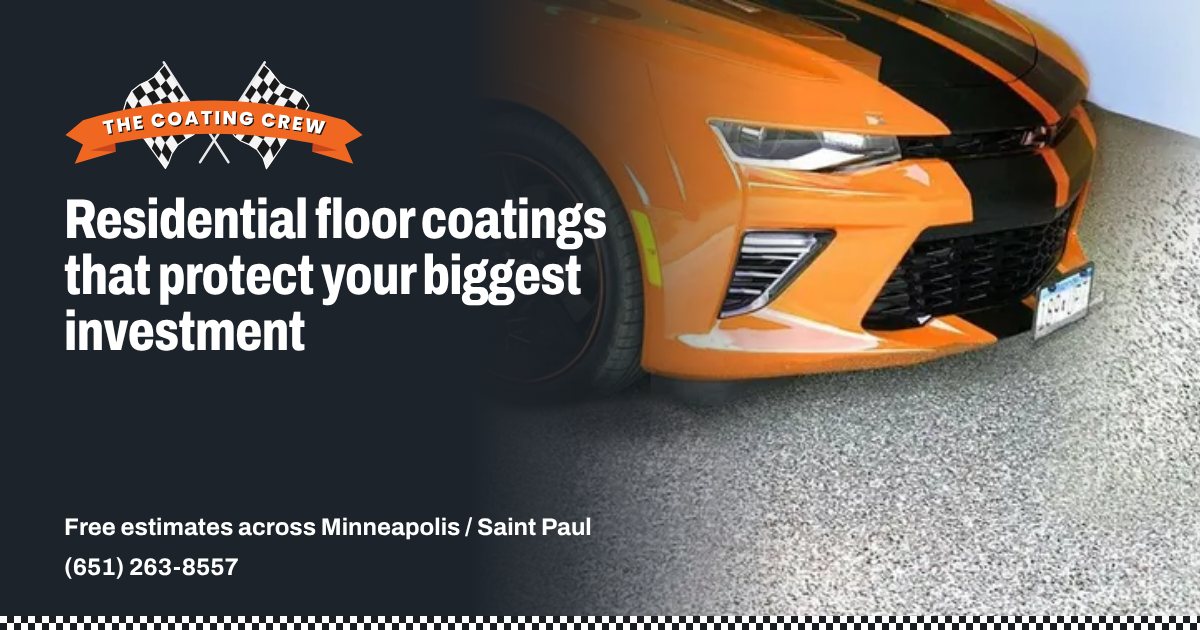 THE COATING CREW
Residential floor coatings
that protect your biggest
investment
Free estimates across Minneapolis / Saint Paul
(651) 263-8557